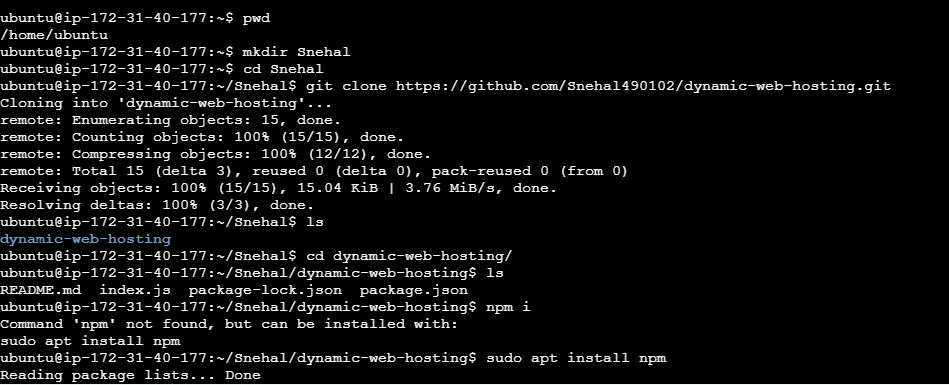 ubuntu@ip-172-31-40-177:~$ pwd
/home/ubuntu
ubuntu@ip-172-31-40-177:~$ mkdir Snehal
ubuntu@ip-172-31-40-177:~$ cd Snehal
ubuntu@ip-172-31-40-177:~/Snehal$ git clone https://github.com/Snehal490102/dynamic-web-hosting.git
Cloning into 'dynamic-web-hosting'...
remote: Enumerating objects: 15, done.
remote: Counting objects: 100% (15/15), done.
remote: Compressing objects: 100% (12/12), done.
remote: Total 15 (delta 3), reused 0 (delta 0), pack-reused 0 (from 0)
Receiving objects: 100% (15/15), 15.04 KiB | 3.76 MiB/s, done.
Resolving deltas: 100% (3/3), done.
ubuntu@ip-172-31-40-177:~/Snehal$ ls
dynamic-web-hosting
ubuntu@ip-172-31-40-177:~/Snehal$ cd dynamic-web-hosting/
ubuntu@ip-172-31-40-177:~/Snehal/dynamic-web-hosting$ ls
README.md  index.js  package-lock.json  package.json
ubuntu@ip-172-31-40-177:~/Snehal/dynamic-web-hosting$ npm i
Command 'npm' not found, but can be installed with:
sudo apt install npm
ubuntu@ip-172-31-40-177:~/Snehal/dynamic-web-hosting$ sudo apt install npm
Reading package lists... Done